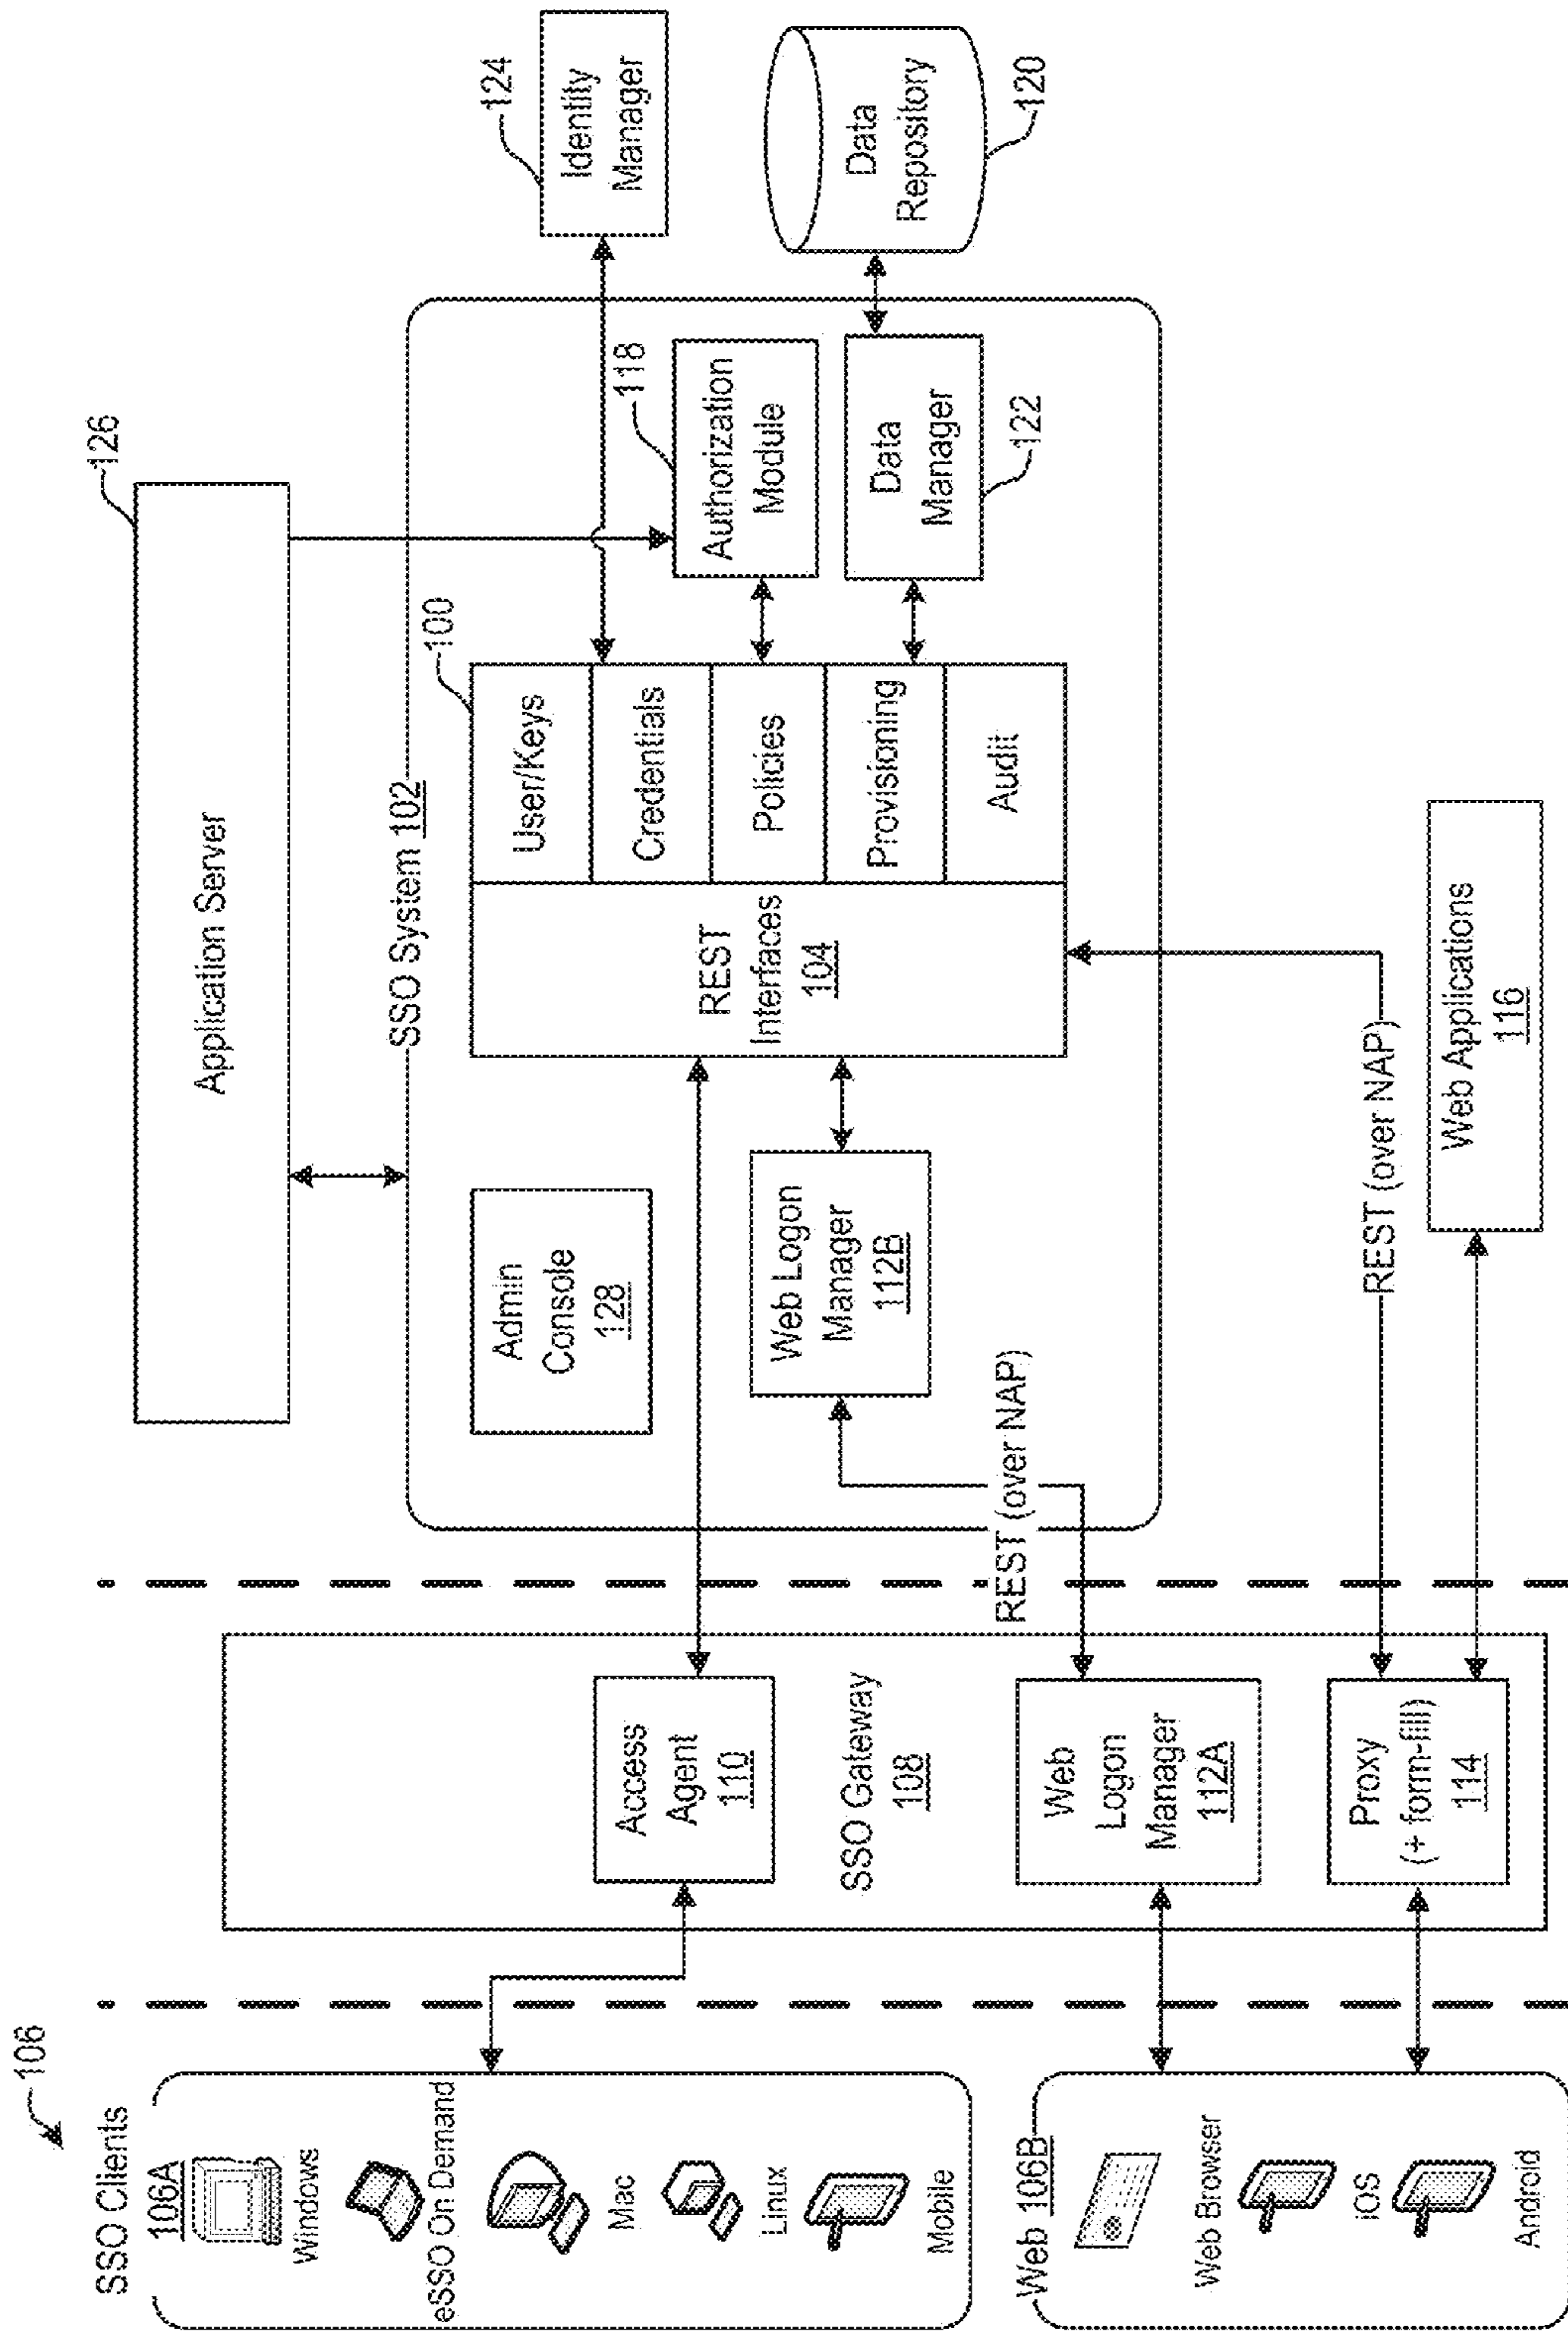 106
SSO Clients
106A
Windows
eSSO On Demand
Mac
Linux
Mobile
Web 106B
Web Browser
iOS
Android
Access
Agent
110
SSO Gateway
108
Web
Logon
Manager
112A
Proxy
(+ form-fill)
114
Application Server
126
SSO System 102
Admin
Console
128
Web Logon
Manager
112B
REST (over NAP)
REST
Interfaces
104
100
User/Keys
Credentials
Policies
Provisioning
Audit
118
Authorization
Module
Data
Manager
122
124
Identity
Manager
Data
Repository
120
REST (over NAP)
Web Applications
116